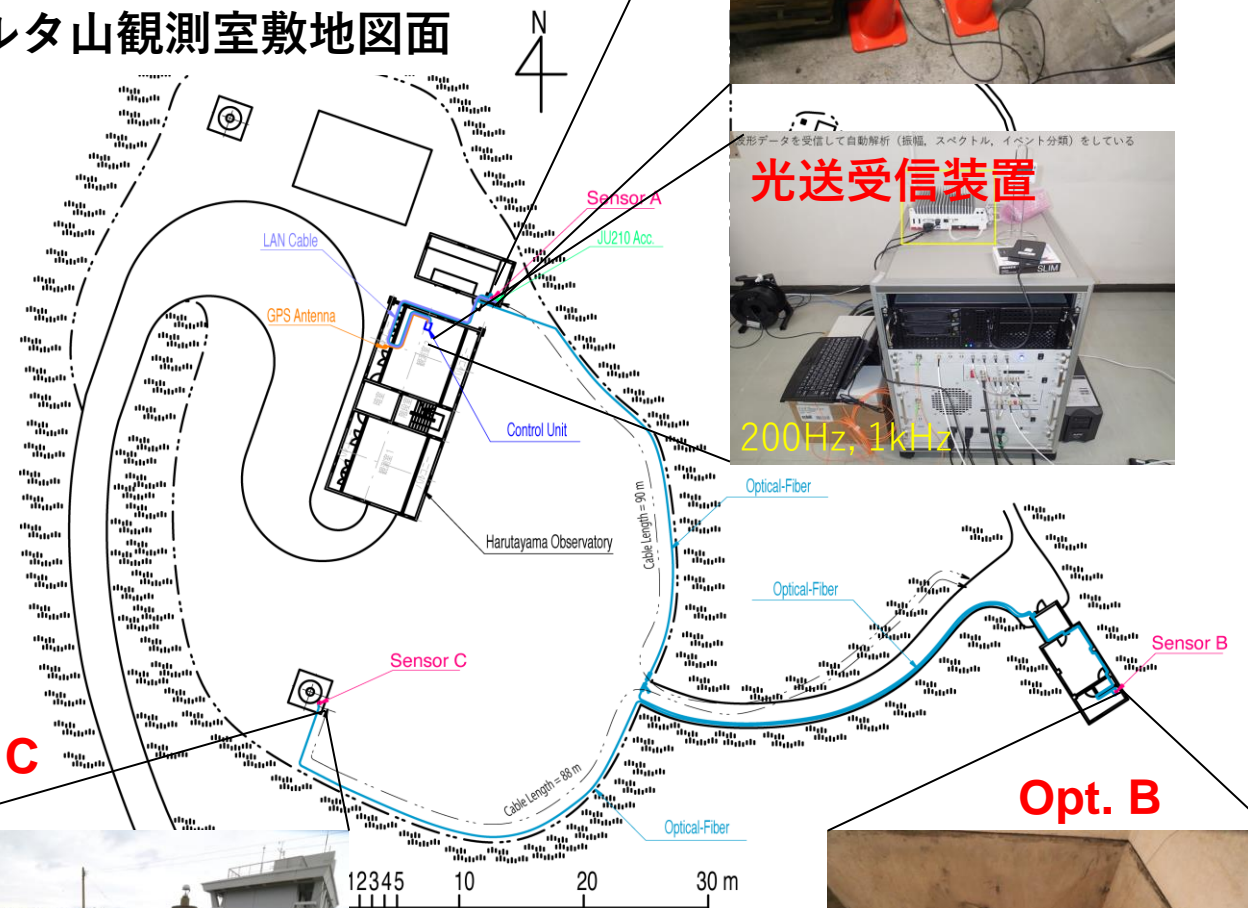 ルタ山観測室敷地図面
N
波形データを受信して自動解析（振幅，スペクトル，イベント分類）をしている
光送受信装置
SLIM
200Hz, 1kHz
Sensor A
JU210 Acc.
LAN Cable
GPS Antenna
Control Unit
Harutayama Observatory
Cable Length = 90 m
Optical-Fiber
Optical-Fiber
Sensor B
Sensor C
C
Cable Length = 88 m
Optical-Fiber
Opt. B
12345 10 20 30 m